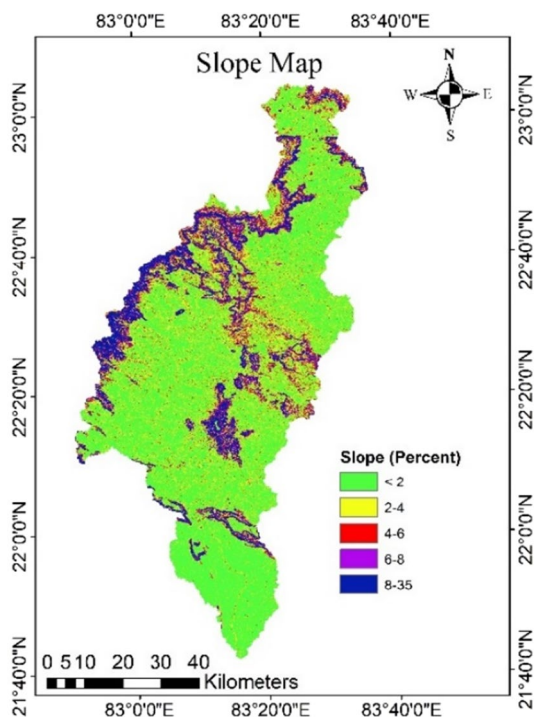 83°0'0"E 83°20'0"E 83°40'0"E
Slope Map
N
W E
S
23°0'0"N 23°0'0"N
22°40'0"N 22°40'0"N
22°20'0"N 22°20'0"N
22°0'0"N 22°0'0"N
21°40'0"N 21°40'0"N
Slope (Percent)
< 2
2-4
4-6
6-8
8-35
0 5 10 20 30 40
Kilometers
83°0'0"E 83°20'0"E 83°40'0"E